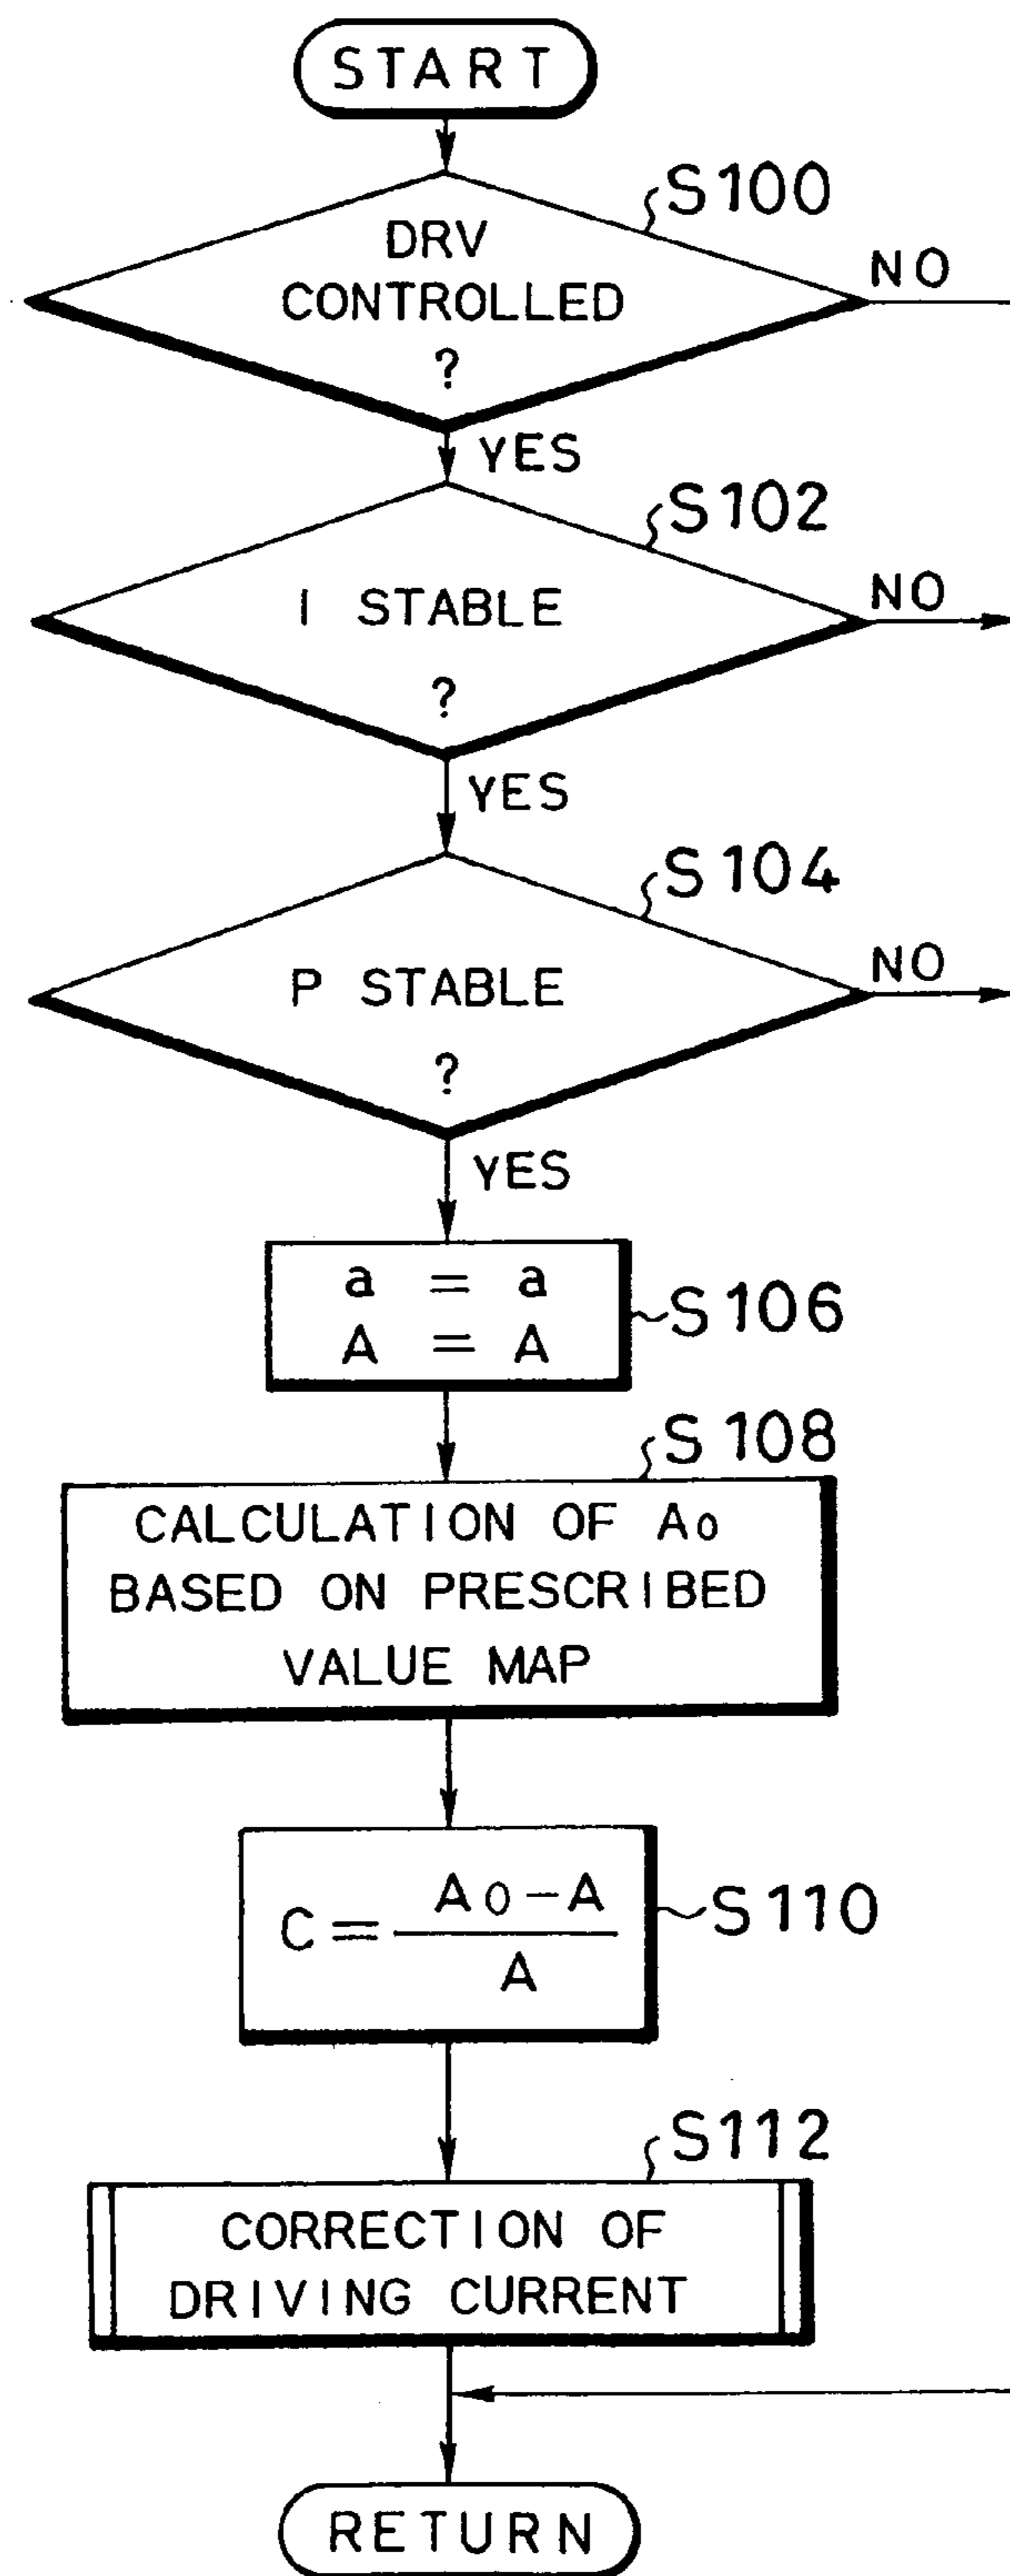 START
S100
DRV
CONTROLLED
?
NO
YES
S102
I STABLE
?
NO
YES
S104
P STABLE
?
NO
YES
a = a
A = A
S106
S108
CALCULATION OF A0
BASED ON PRESCRIBED
VALUE MAP
C = A0-A
A
S110
S112
CORRECTION OF
DRIVING CURRENT
RETURN